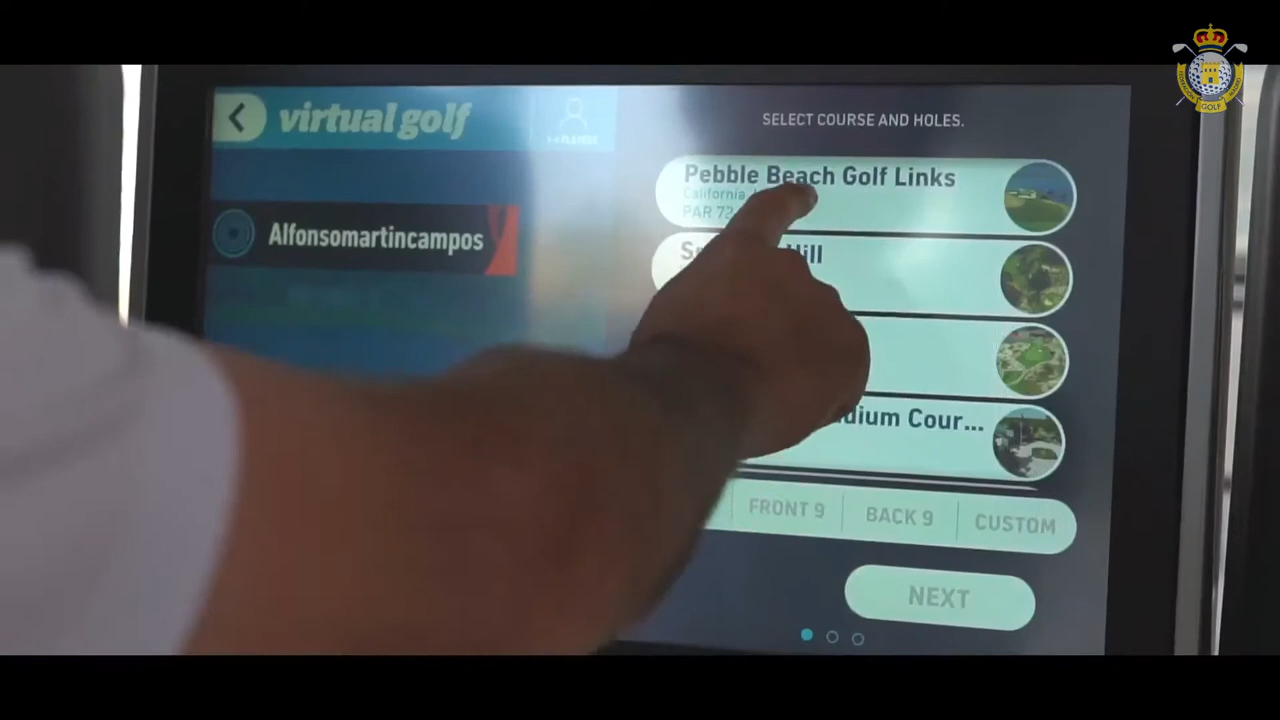 virtual golf
SELECT COURSE AND HOLES.
Alfonsomartincampos
Pebble Beach Golf Links
California,
PAR 72
Hill
Cour...
FRONT 9
BACK 9
CUSTOM
NEXT
GOLF